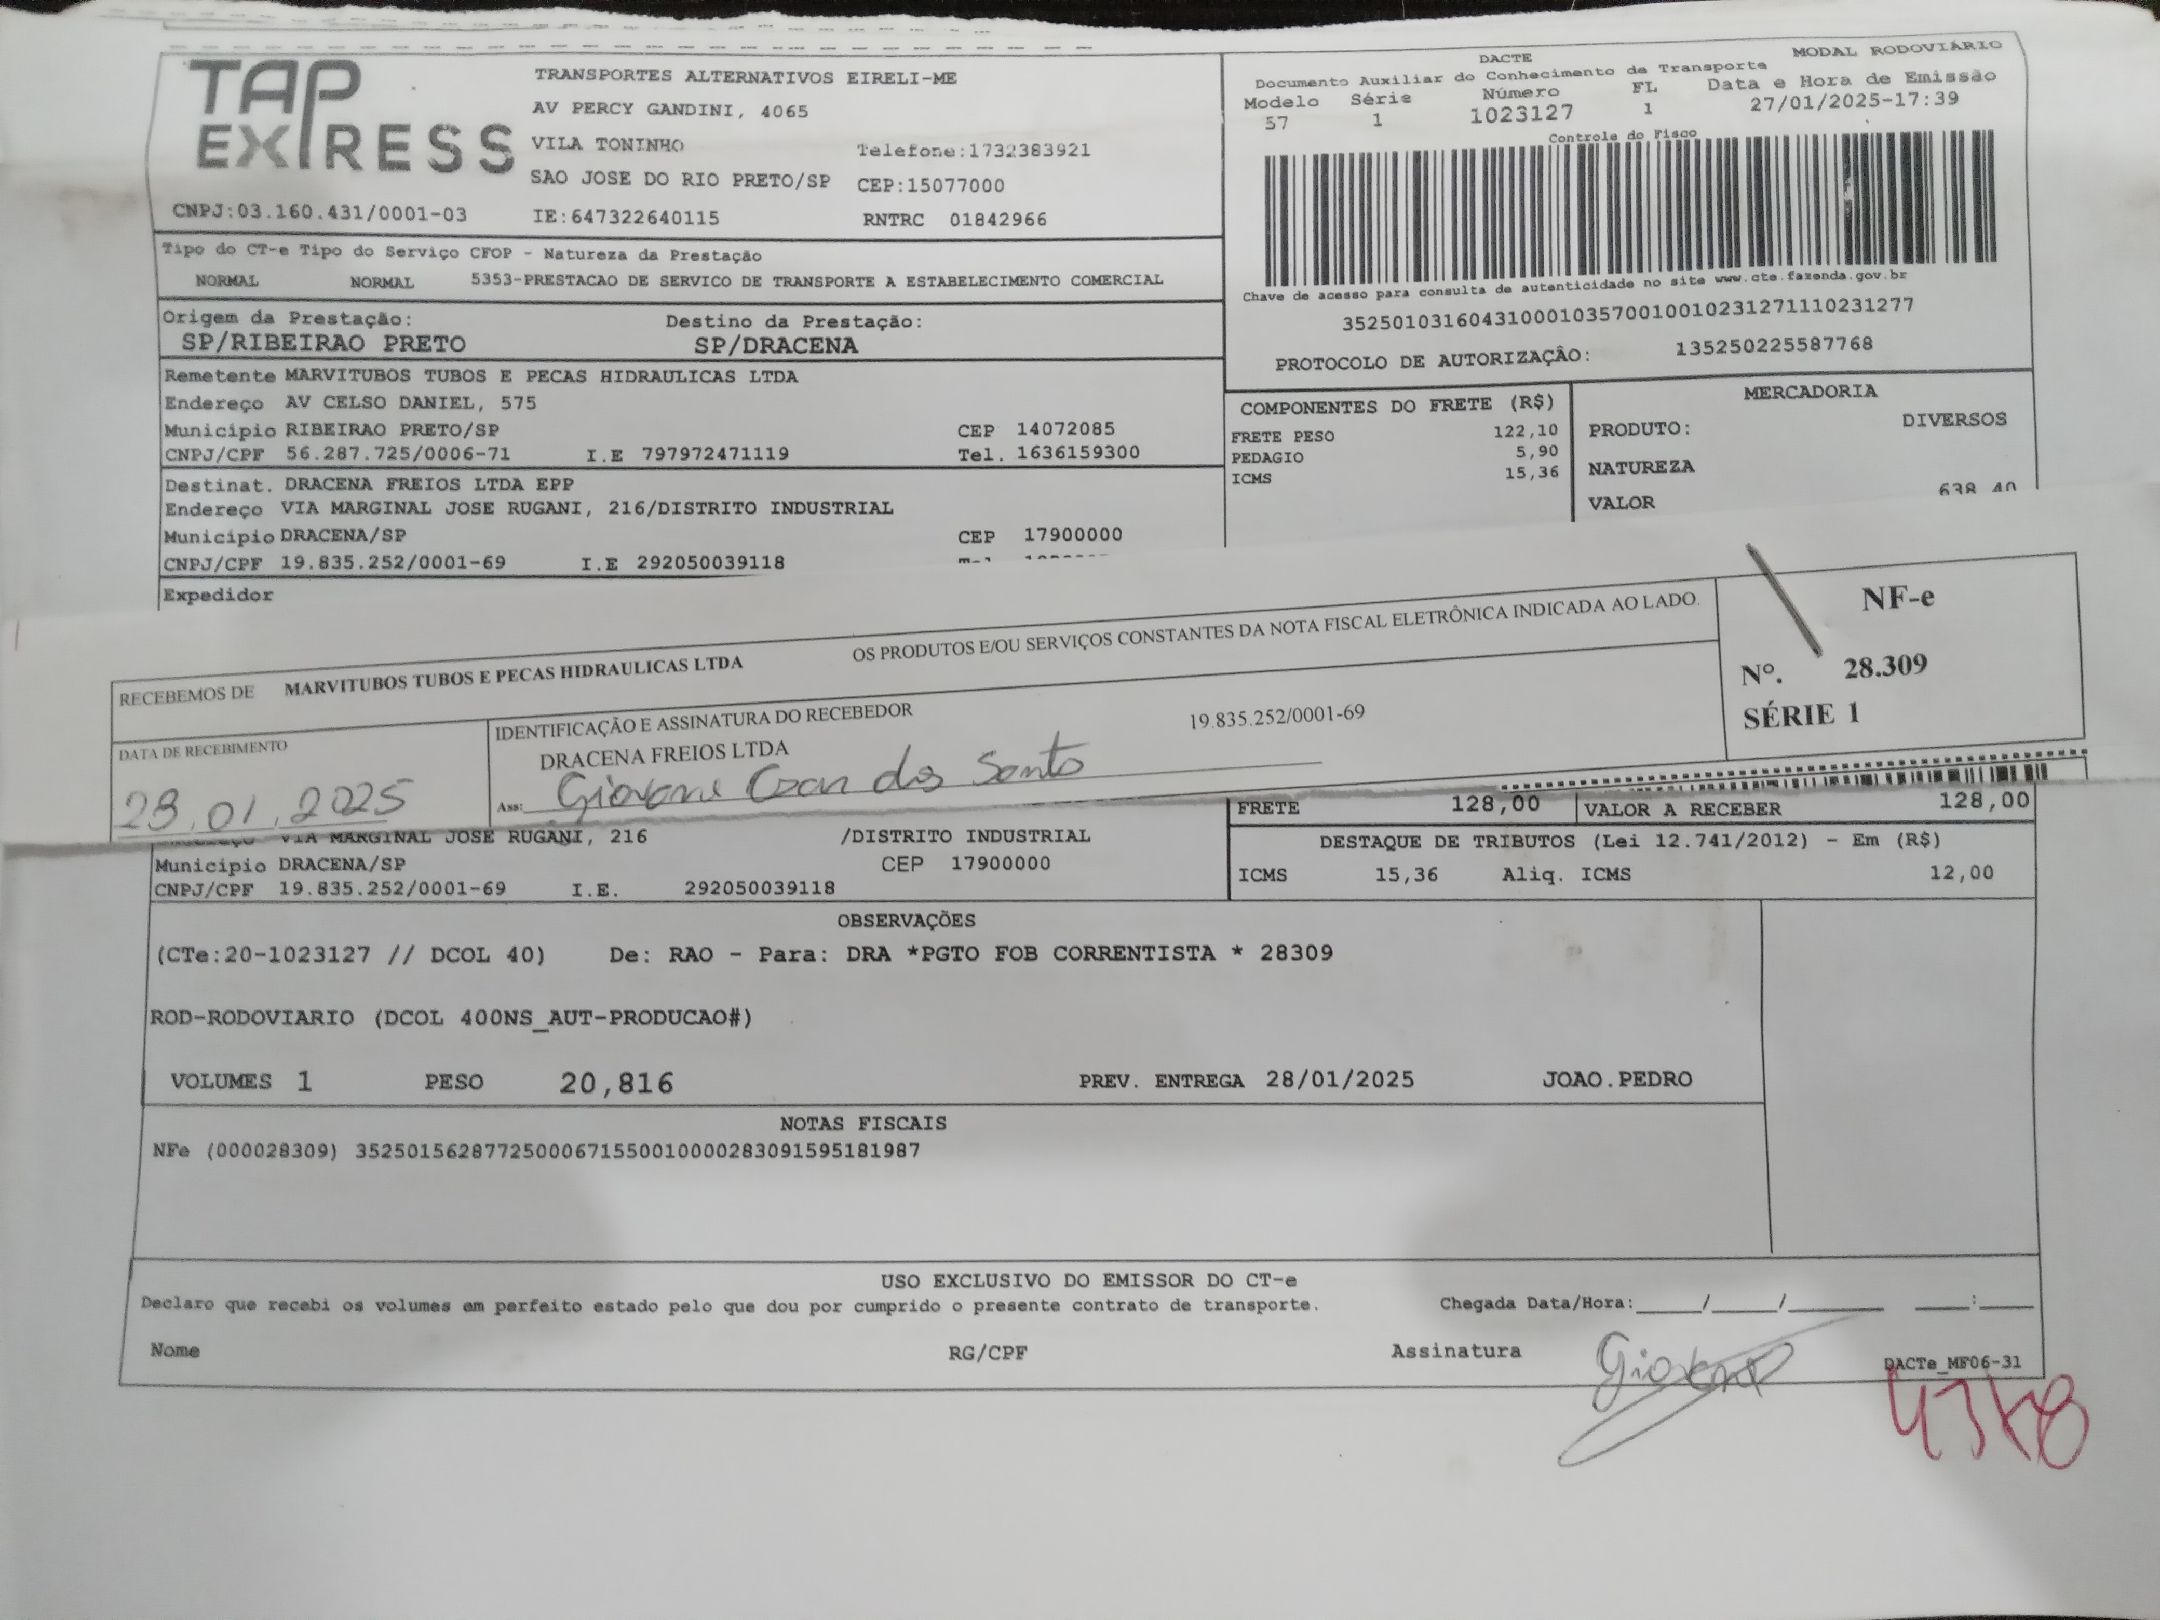 TAP EXPRESS
TRANSPORTES ALTERNATIVOS EIRELI-ME
AV PERCY GANDINI, 4065
VILA TONINHO Telefone:1732383921
SAO JOSE DO RIO PRETO/SP CEP:15077000
CNPJ:03.160.431/0001-03 IE:647322640115 RNTRC 01842966
DACTE MODAL RODOVIÁRIO
Documento Auxiliar do Conhecimento de Transporte
Modelo Série Número FL Data e Hora de Emissão
57 1 1023127 1 27/01/2025-17:39
Controle do Fisco
Chave de acesso para consulta de autenticidade no site www.cte.fazenda.gov.br
35250103160431000103570010010231271110231277
PROTOCOLO DE AUTORIZAÇÃO: 135250225587768
Tipo do CT-e Tipo do Serviço CFOP - Natureza da Prestação
NORMAL NORMAL 5353-PRESTACAO DE SERVICO DE TRANSPORTE A ESTABELECIMENTO COMERCIAL
Origem da Prestação: Destino da Prestação:
SP/RIBEIRAO PRETO SP/DRACENA
Remetente MARVITUBOS TUBOS E PECAS HIDRAULICAS LTDA
Endereço AV CELSO DANIEL, 575
Municipio RIBEIRAO PRETO/SP CEP 14072085
CNPJ/CPF 56.287.725/0006-71 I.E 797972471119 Tel. 1636159300
Destinat. DRACENA FREIOS LTDA EPP
Endereço VIA MARGINAL JOSE RUGANI, 216/DISTRITO INDUSTRIAL
Municipio DRACENA/SP CEP 17900000
CNPJ/CPF 19.835.252/0001-69 I.E 292050039118
Expedidor
COMPONENTES DO FRETE (R$)
FRETE PESO 122,10
PEDAGIO 5,90
ICMS 15,36
MERCADORIA
PRODUTO: DIVERSOS
NATUREZA
VALOR 638,40
RECEBEMOS DE MARVITUBOS TUBOS E PECAS HIDRAULICAS LTDA OS PRODUTOS E/OU SERVIÇOS CONSTANTES DA NOTA FISCAL ELETRÔNICA INDICADA AO LADO.
DATA DE RECEBIMENTO
28.01.2025
IDENTIFICAÇÃO E ASSINATURA DO RECEBEDOR
DRACENA FREIOS LTDA 19.835.252/0001-69
Ass: Giovane dos Santo
NF-e
Nº. 28.309
SÉRIE 1
FRETE 128,00 VALOR A RECEBER 128,00
VIA MARGINAL JOSE RUGANI, 216 /DISTRITO INDUSTRIAL
Municipio DRACENA/SP CEP 17900000
CNPJ/CPF 19.835.252/0001-69 I.E. 292050039118
DESTAQUE DE TRIBUTOS (Lei 12.741/2012) - Em (R$)
ICMS 15,36 Aliq. ICMS 12,00
OBSERVAÇÕES
(CTe:20-1023127 // DCOL 40) De: RAO - Para: DRA *PGTO FOB CORRENTISTA * 28309
ROD-RODOVIARIO (DCOL 400NS_AUT-PRODUCAO#)
VOLUMES 1 PESO 20,816 PREV. ENTREGA 28/01/2025 JOAO.PEDRO
NOTAS FISCAIS
NFe (000028309) 35250156287725000671550010000283091595181987
USO EXCLUSIVO DO EMISSOR DO CT-e
Declaro que recebi os volumes em perfeito estado pelo que dou por cumprido o presente contrato de transporte. Chegada Data/Hora:____/____/______ ___:___
Nome RG/CPF Assinatura Giovane
DACTe_MF06-31